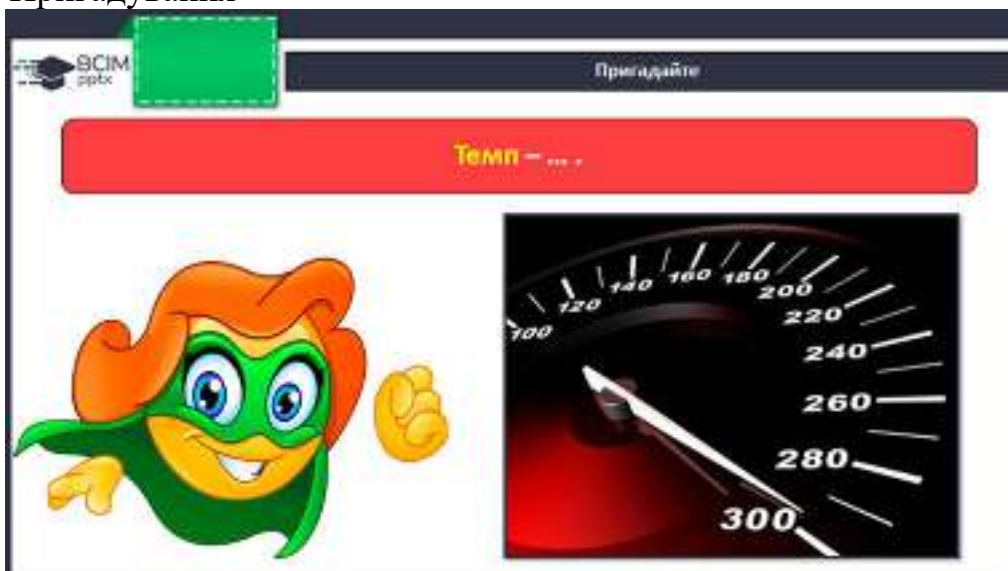 Пригадування
ВСІМ
pptx
Пригадайте
Темп – ... .
100
120
140
160
180
200
220
240
260
280
300